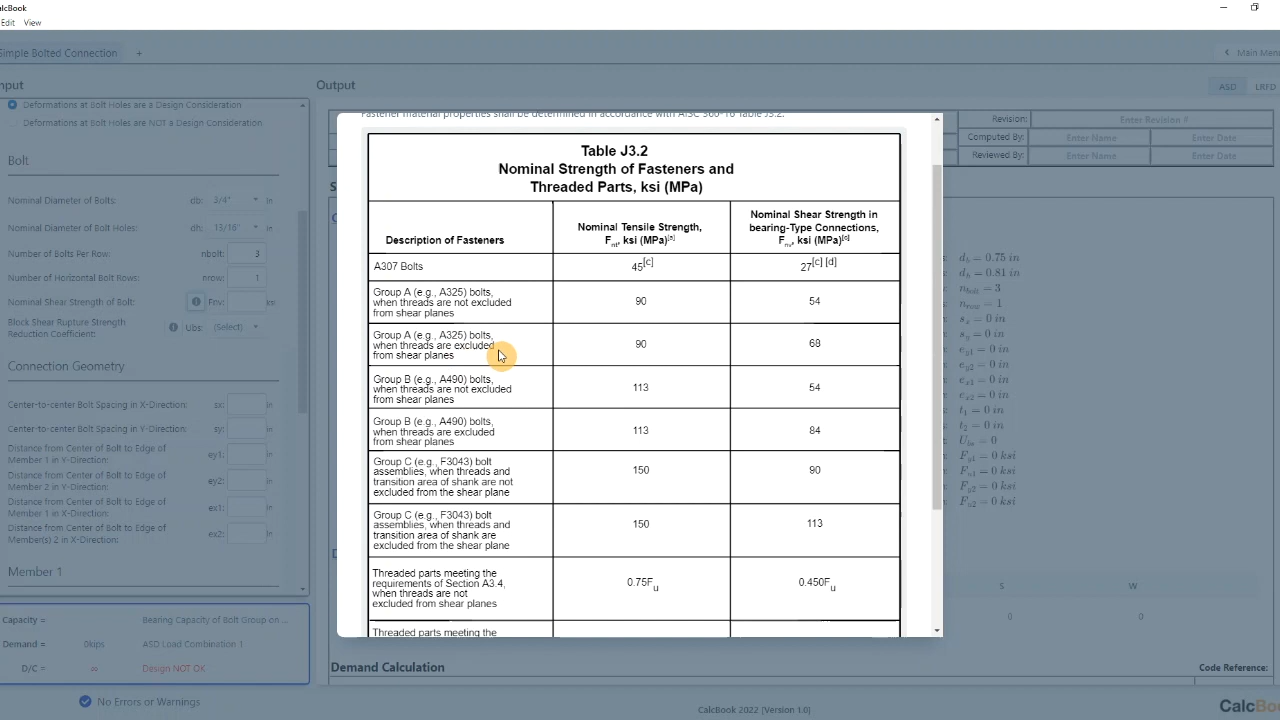 lcBook
Edit View
Simple Bolted Connection +
Main Menu
nput
Output
ASD LRFD
Deformations at Bolt Holes are a Design Consideration
Deformations at Bolt Holes are NOT a Design Consideration
Bolt
Nominal Diameter of Bolts: db: 3/4" in
Nominal Diameter of Bolt Holes: dh: 13/16" in
Number of Bolts Per Row: nbolt: 3
Number of Horizontal Bolt Rows: nrow: 1
Nominal Shear Strength of Bolt: Fnv: ksi
Block Shear Rupture Strength
Reduction Coefficient: Ubs: (Select)
Connection Geometry
Center-to-center Bolt Spacing in X-Direction: sx: in
Center-to-center Bolt Spacing in Y-Direction: sy: in
Distance from Center of Bolt to Edge of
Member 1 in Y-Direction: ey1: in
Distance from Center of Bolt to Edge of
Member 2 in Y-Direction: ey2: in
Distance from Center of Bolt to Edge of
Member 1 in X-Direction: ex1: in
Distance from Center of Bolt to Edge of
Member(s) 2 in X-Direction: ex2: in
Member 1
Capacity = Bearing Capacity of Bolt Group on ...
Demand = 0kips ASD Load Combination 1
D/C = ∞ Design NOT OK
No Errors or Warnings
Fastener material properties shall be determined in accordance with AISC 360-16 Table J3.2.
Table J3.2
Nominal Strength of Fasteners and
Threaded Parts, ksi (MPa)
Description of Fasteners
Nominal Tensile Strength,
Fnt, ksi (MPa)[a]
Nominal Shear Strength in
bearing-Type Connections,
Fnv, ksi (MPa)[c]
A307 Bolts 45[c] 27[c] [d]
Group A (e.g., A325) bolts,
when threads are not excluded
from shear planes
90 54
Group A (e.g., A325) bolts,
when threads are excluded
from shear planes
90 68
Group B (e.g., A490) bolts,
when threads are not excluded
from shear planes
113 54
Group B (e.g., A490) bolts,
when threads are excluded
from shear planes
113 84
Group C (e.g., F3043) bolt
assemblies, when threads and
transition area of shank are not
excluded from the shear plane
150 90
Group C (e.g., F3043) bolt
assemblies, when threads and
transition area of shank are
excluded from the shear plane
150 113
Threaded parts meeting the
requirements of Section A3.4,
when threads are not
excluded from shear planes
0.75Fu 0.450Fu
Threaded parts meeting the
Revision: Enter Revision #
Computed By: Enter Name Enter Date
Reviewed By: Enter Name Enter Date
db = 0.75 in
dh = 0.81 in
nbolt = 3
nrow = 1
sx = 0 in
sy = 0 in
ey1 = 0 in
ey2 = 0 in
ex1 = 0 in
ex2 = 0 in
t1 = 0 in
t2 = 0 in
Ubs = 0
Fy1 = 0 ksi
Fu1 = 0 ksi
Fy2 = 0 ksi
Fu2 = 0 ksi
S W
0 0
Demand Calculation
Code Reference:
CalcBook 2022 (Version 1.0)
CalcBo